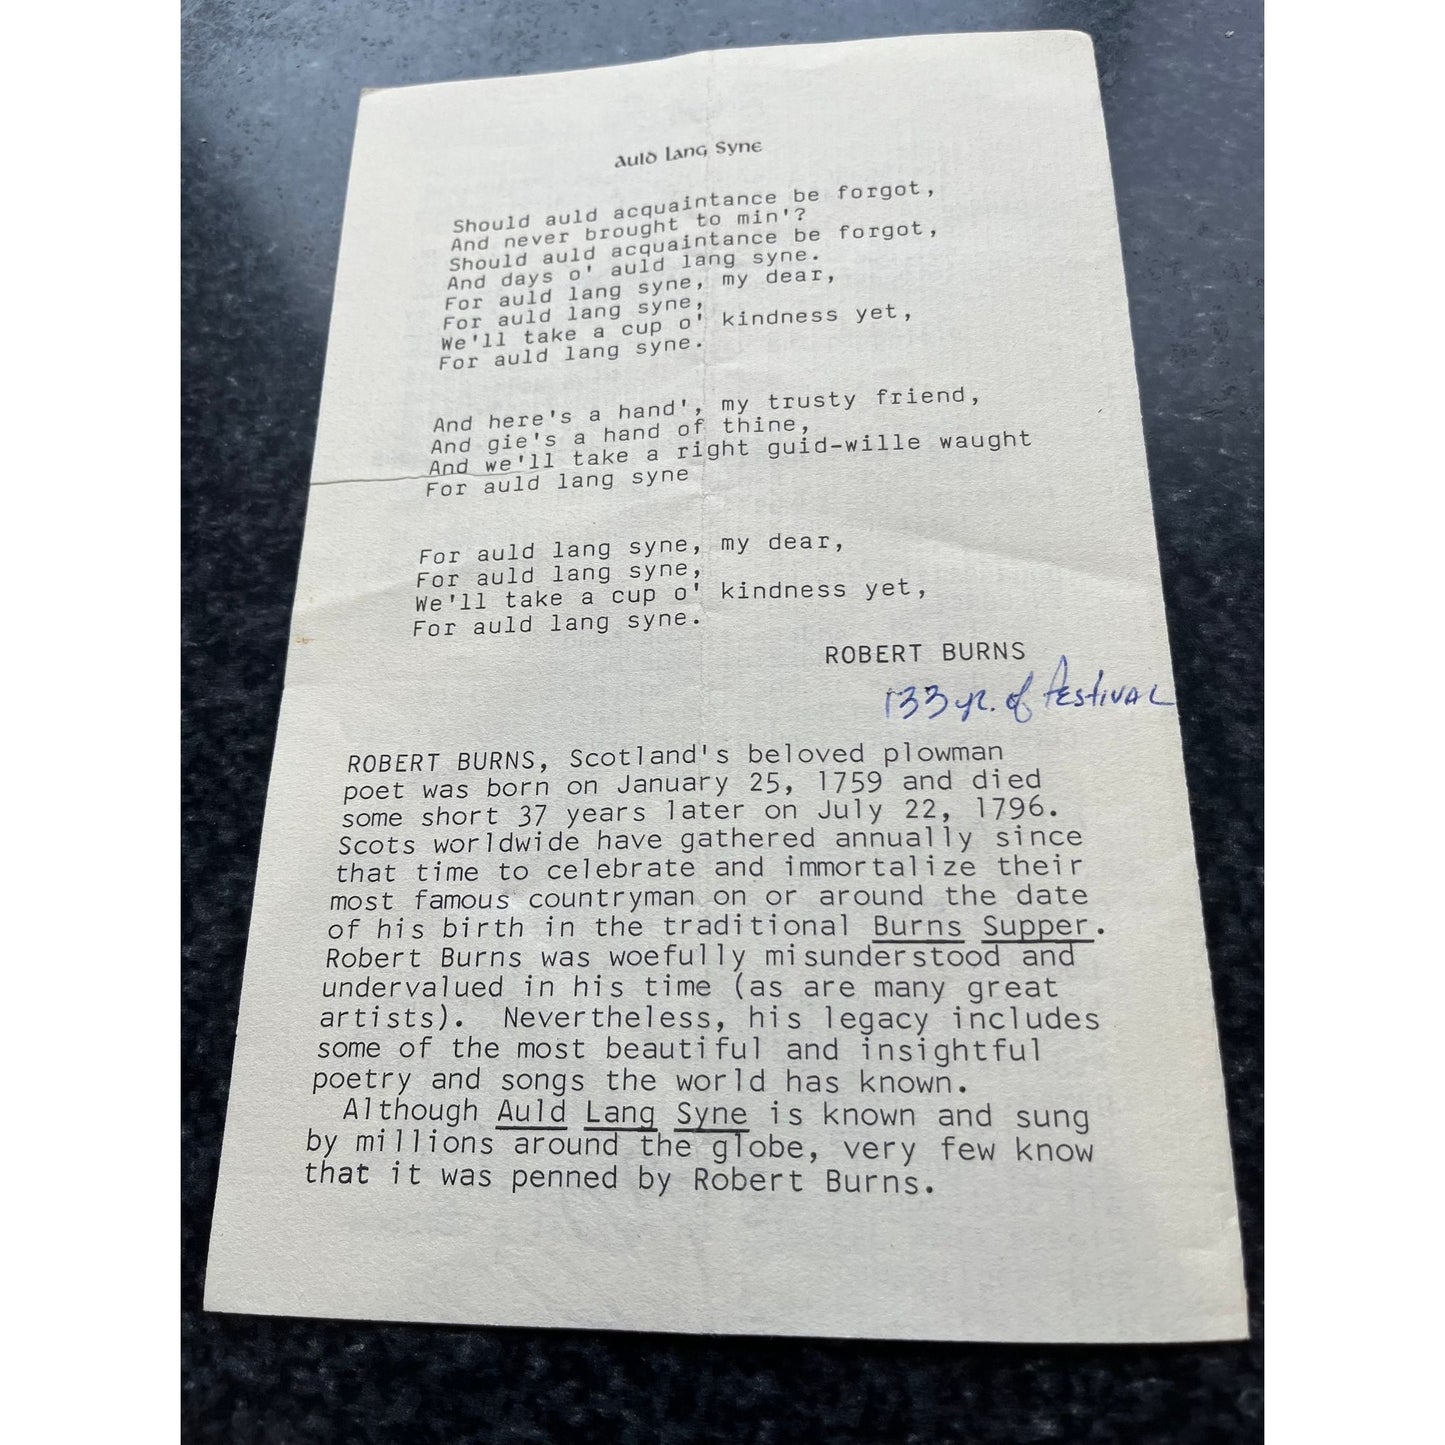 Auld Lang Syne
Should auld acquaintance be forgot,
And never brought to min'?
Should auld acquaintance be forgot,
And days o' auld lang syne.
For auld lang syne, my dear,
For auld lang syne,
We'll take a cup o' kindness yet,
For auld lang syne.
And here's a hand', my trusty friend,
And gie's a hand of thine,
And we'll take a right guid-wille waught
For auld lang syne
For auld lang syne, my dear,
For auld lang syne,
We'll take a cup o' kindness yet,
For auld lang syne.
ROBERT BURNS
133 yr. of FESTIVAL
ROBERT BURNS, Scotland's beloved plowman
poet was born on January 25, 1759 and died
some short 37 years later on July 22, 1796.
Scots worldwide have gathered annually since
that time to celebrate and immortalize their
most famous countryman on or around the date
of his birth in the traditional Burns Supper.
Robert Burns was woefully misunderstood and
undervalued in his time (as are many great
artists). Nevertheless, his legacy includes
some of the most beautiful and insightful
poetry and songs the world has known.
Although Auld Lang Syne is known and sung
by millions around the globe, very few know
that it was penned by Robert Burns.